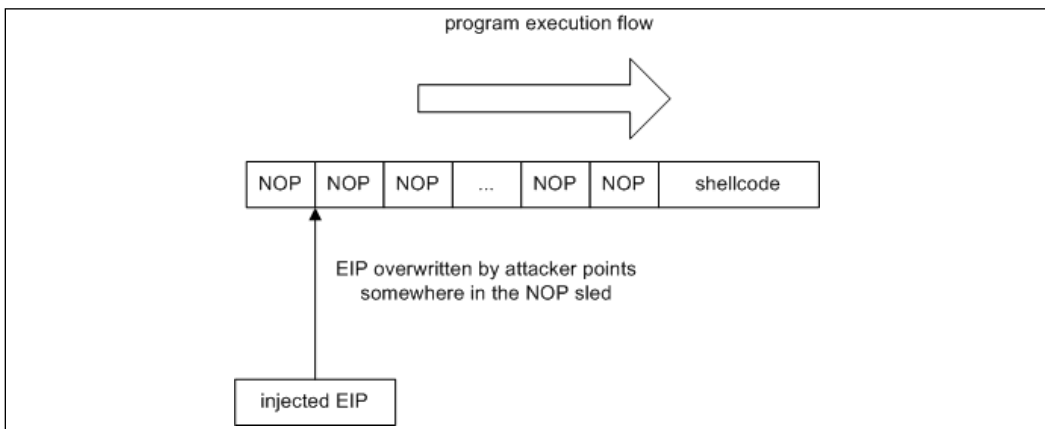 program execution flow
NOP NOP NOP ... NOP NOP shellcode
EIP overwritten by attacker points
somewhere in the NOP sled
injected EIP